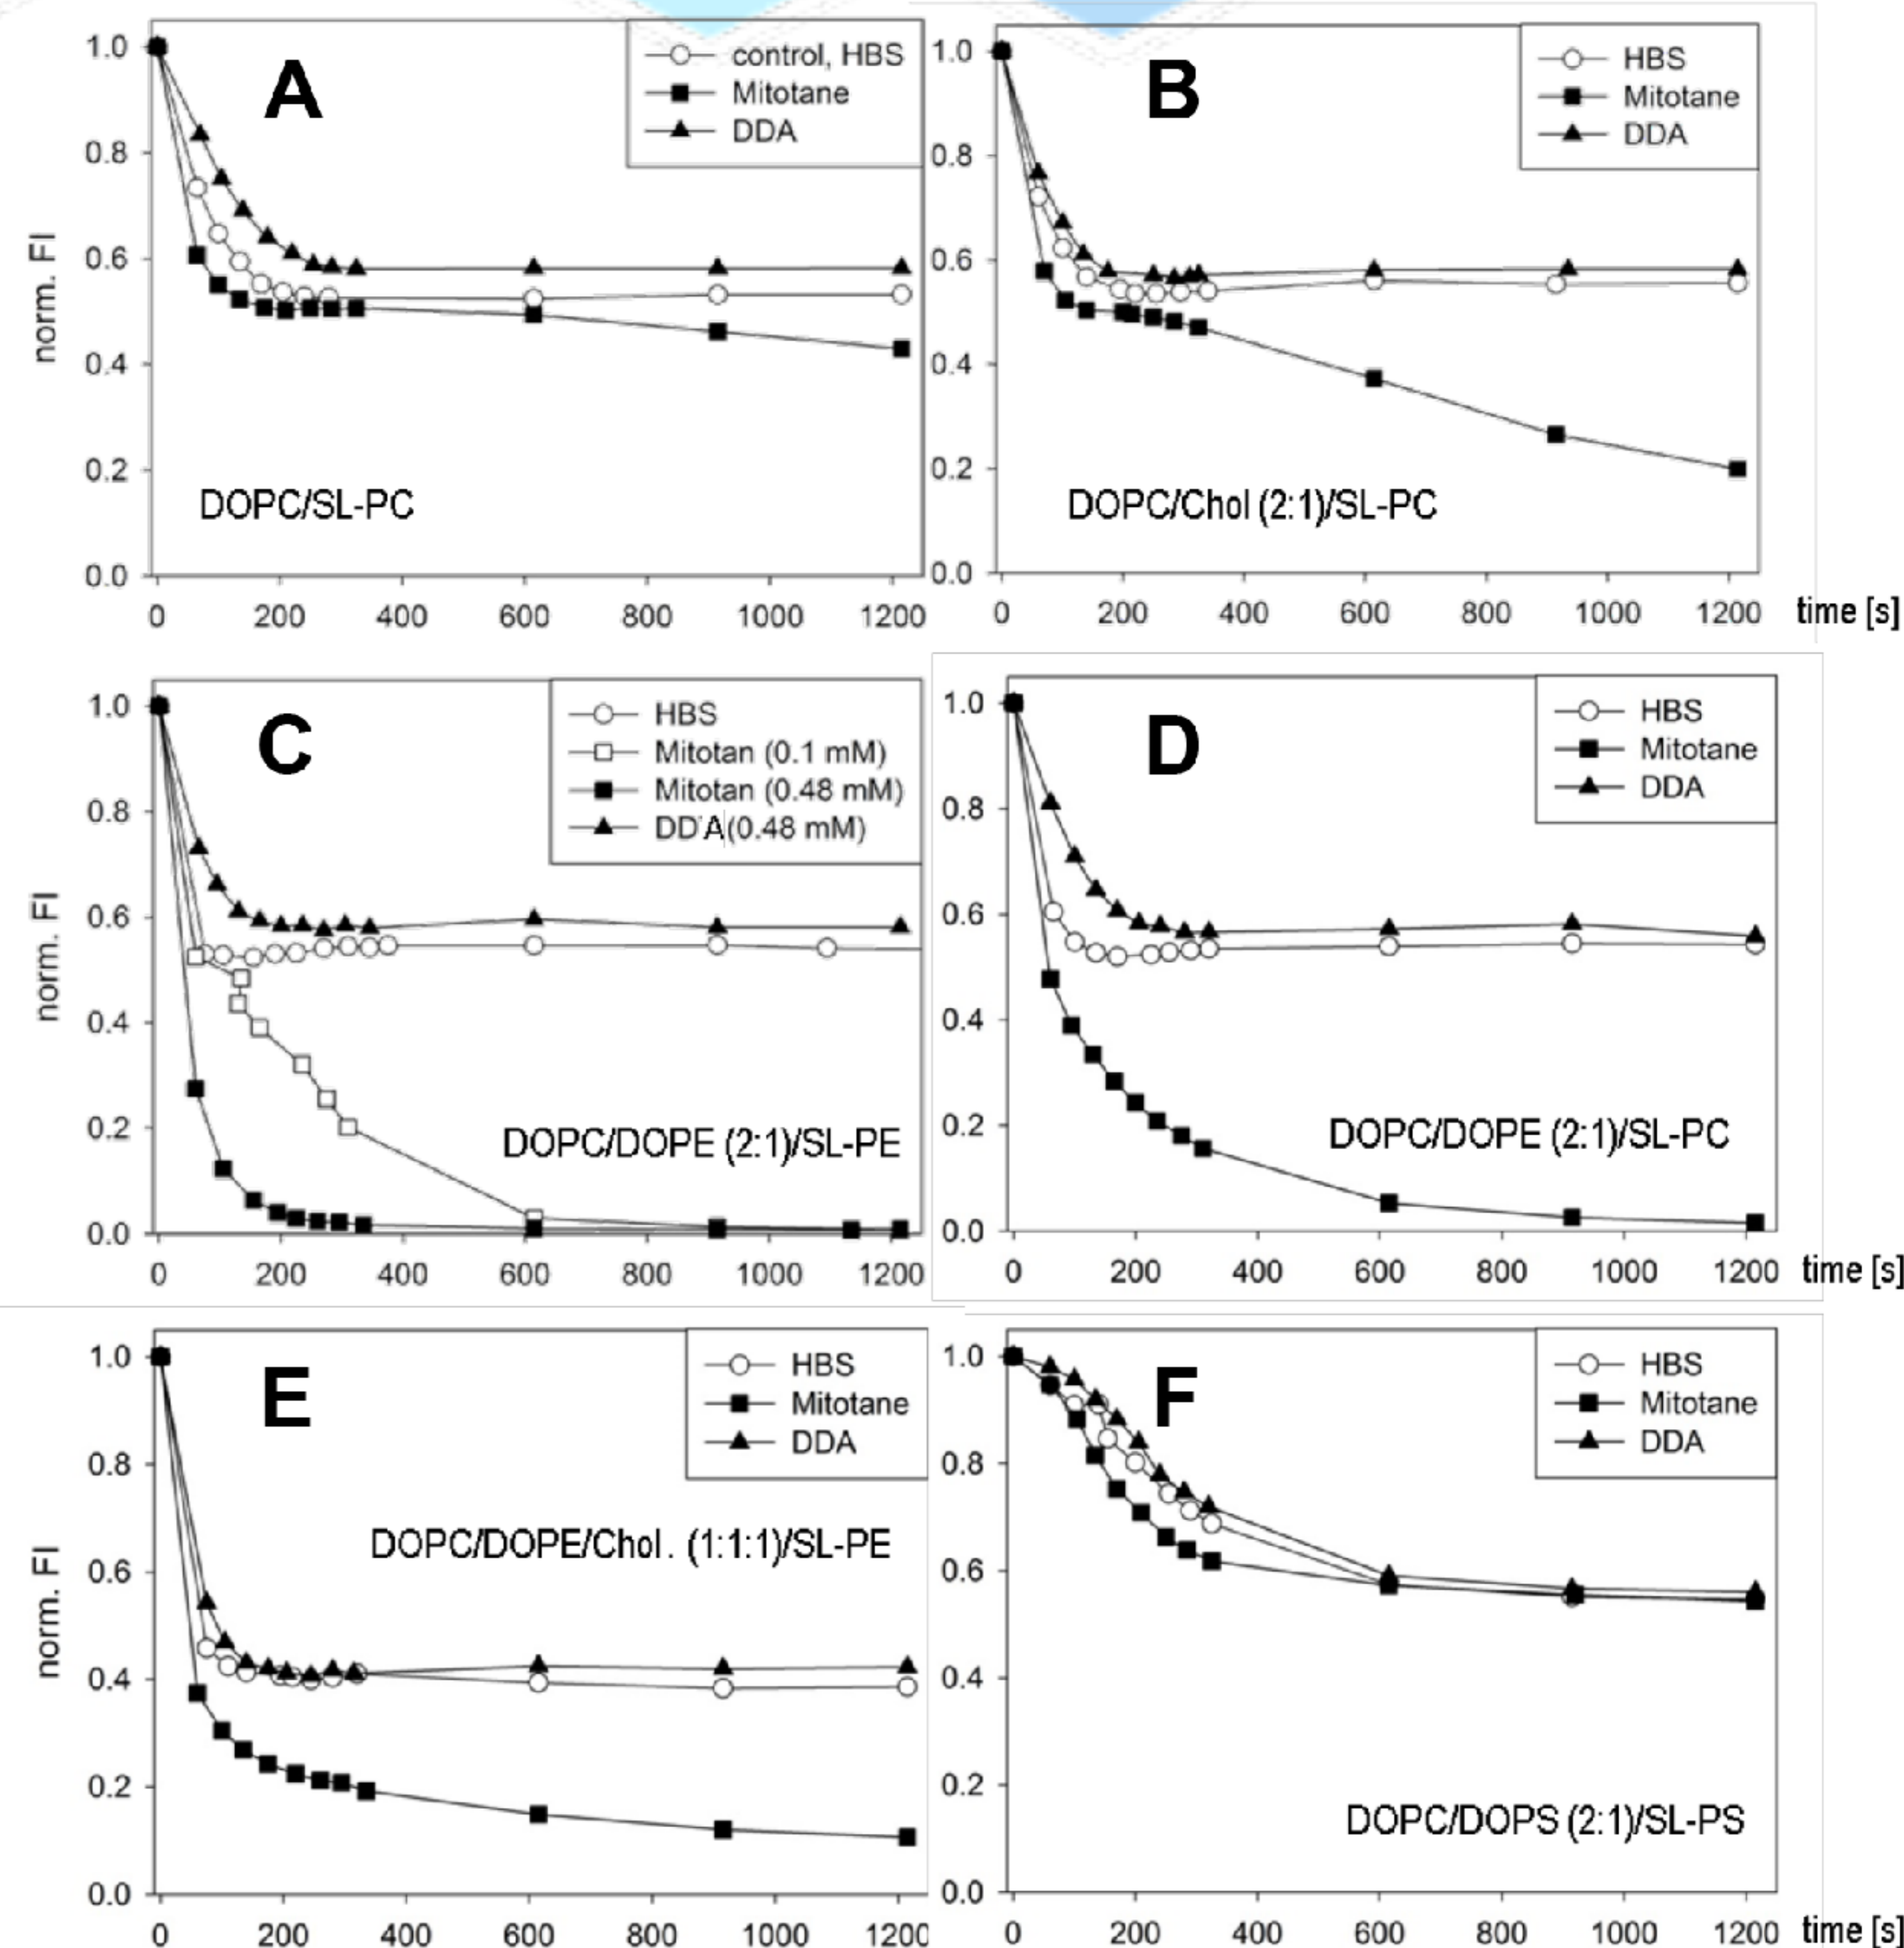 A
control, HBS
Mitotane
DDA
norm. FI
1.0
0.8
0.6
0.4
0.2
0.0
DOPC/SL-PC
0 200 400 600 800 1000 1200
B
HBS
Mitotane
DDA
1.0
0.8
0.6
0.4
0.2
0.0
DOPC/Chol (2:1)/SL-PC
0 200 400 600 800 1000 1200 time [s]
C
HBS
Mitotan (0.1 mM)
Mitotan (0.48 mM)
DD'A (0.48 mM)
norm. FI
1.0
0.8
0.6
0.4
0.2
0.0
DOPC/DOPE (2:1)/SL-PE
0 200 400 600 800 1000 1200
D
HBS
Mitotane
DDA
1.0
0.8
0.6
0.4
0.2
0.0
DOPC/DOPE (2:1)/SL-PC
0 200 400 600 800 1000 1200 time [s]
E
HBS
Mitotane
DDA
norm. FI
1.0
0.8
0.6
0.4
0.2
0.0
DOPC/DOPE/Chol. (1:1:1)/SL-PE
0 200 400 600 800 1000 1200
F
HBS
Mitotane
DDA
1.0
0.8
0.6
0.4
0.2
0.0
DOPC/DOPS (2:1)/SL-PS
0 200 400 600 800 1000 1200 time [s]